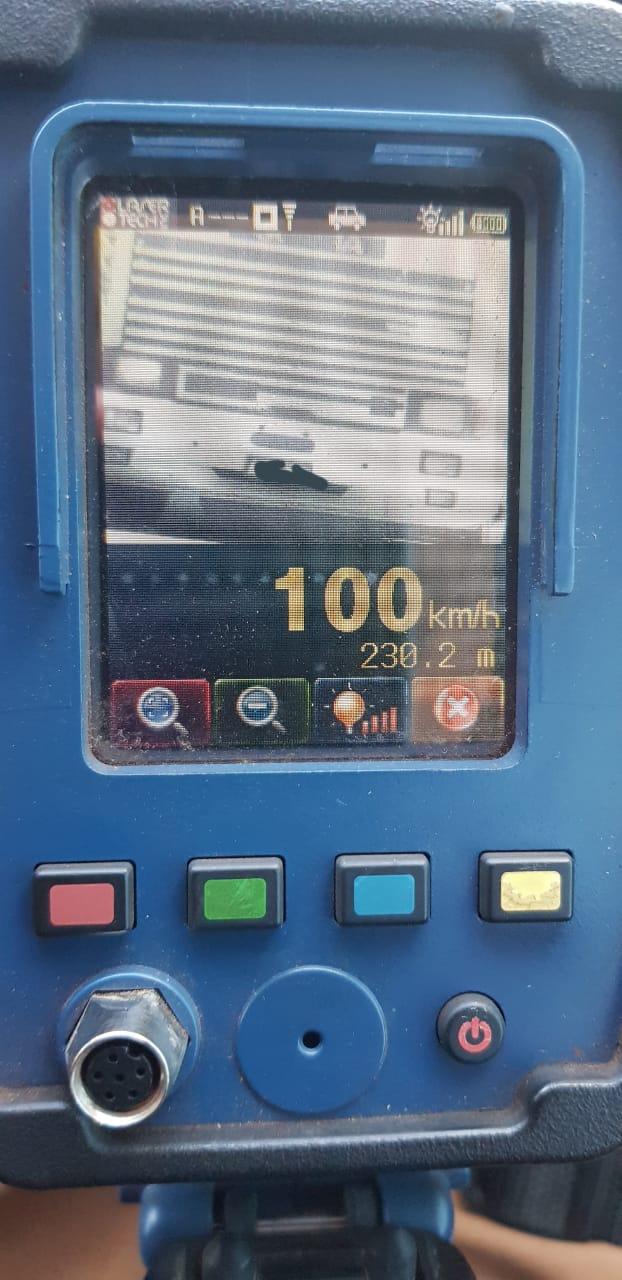 LASER
TECH
A---
100 km/h
230.2 m